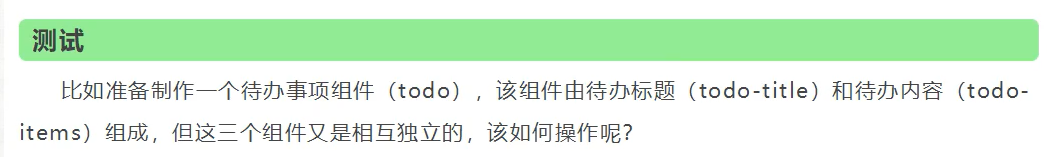 测试
比如准备制作一个待办事项组件（todo），该组件由待办标题（todo-title）和待办内容（todo-
items）组成，但这三个组件又是相互独立的，该如何操作呢？